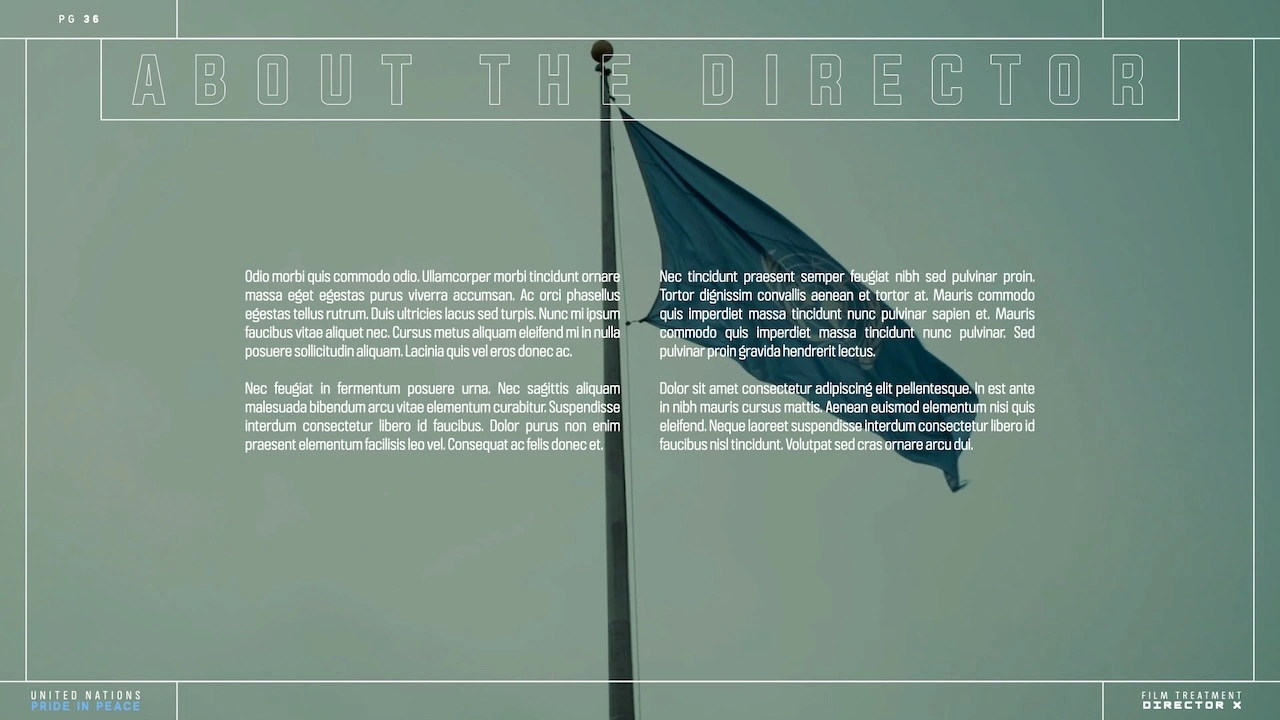 PG 36
ABOUT THE DIRECTOR
Odio morbi quis commodo odio. Ullamcorper morbi tincidunt ornare
massa eget egestas purus viverra accumsan. Ac orci phasellus
egestas tellus rutrum. Duis ultricies lacus sed turpis. Nunc mi ipsum
faucibus vitae aliquet nec. Cursus metus aliquam eleifend mi in nulla
posuere sollicitudin aliquam. Lacinia quis vel eros donec ac.
Nec feugiat in fermentum posuere urna. Nec sagittis aliquam
malesuada bibendum arcu vitae elementum curabitur. Suspendisse
interdum consectetur libero id faucibus. Dolor purus non enim
praesent elementum facilisis leo vel. Consequat ac felis donec et.
Nec tincidunt praesent semper feugiat nibh sed pulvinar proin.
Tortor dignissim convallis aenean et tortor at. Mauris commodo
quis imperdiet massa tincidunt nunc pulvinar sapien et. Mauris
commodo quis imperdiet massa tincidunt nunc pulvinar. Sed
pulvinar proin gravida hendrerit lectus.
Dolor sit amet consectetur adipiscing elit pellentesque. In est ante
in nibh mauris cursus mattis. Aenean euismod elementum nisi quis
eleifend. Neque laoreet suspendisse interdum consectetur libero id
faucibus nisl tincidunt. Volutpat sed cras ornare arcu dui.
UNITED NATIONS
PRIDE IN PEACE
FILM TREATMENT
DIRECTOR X